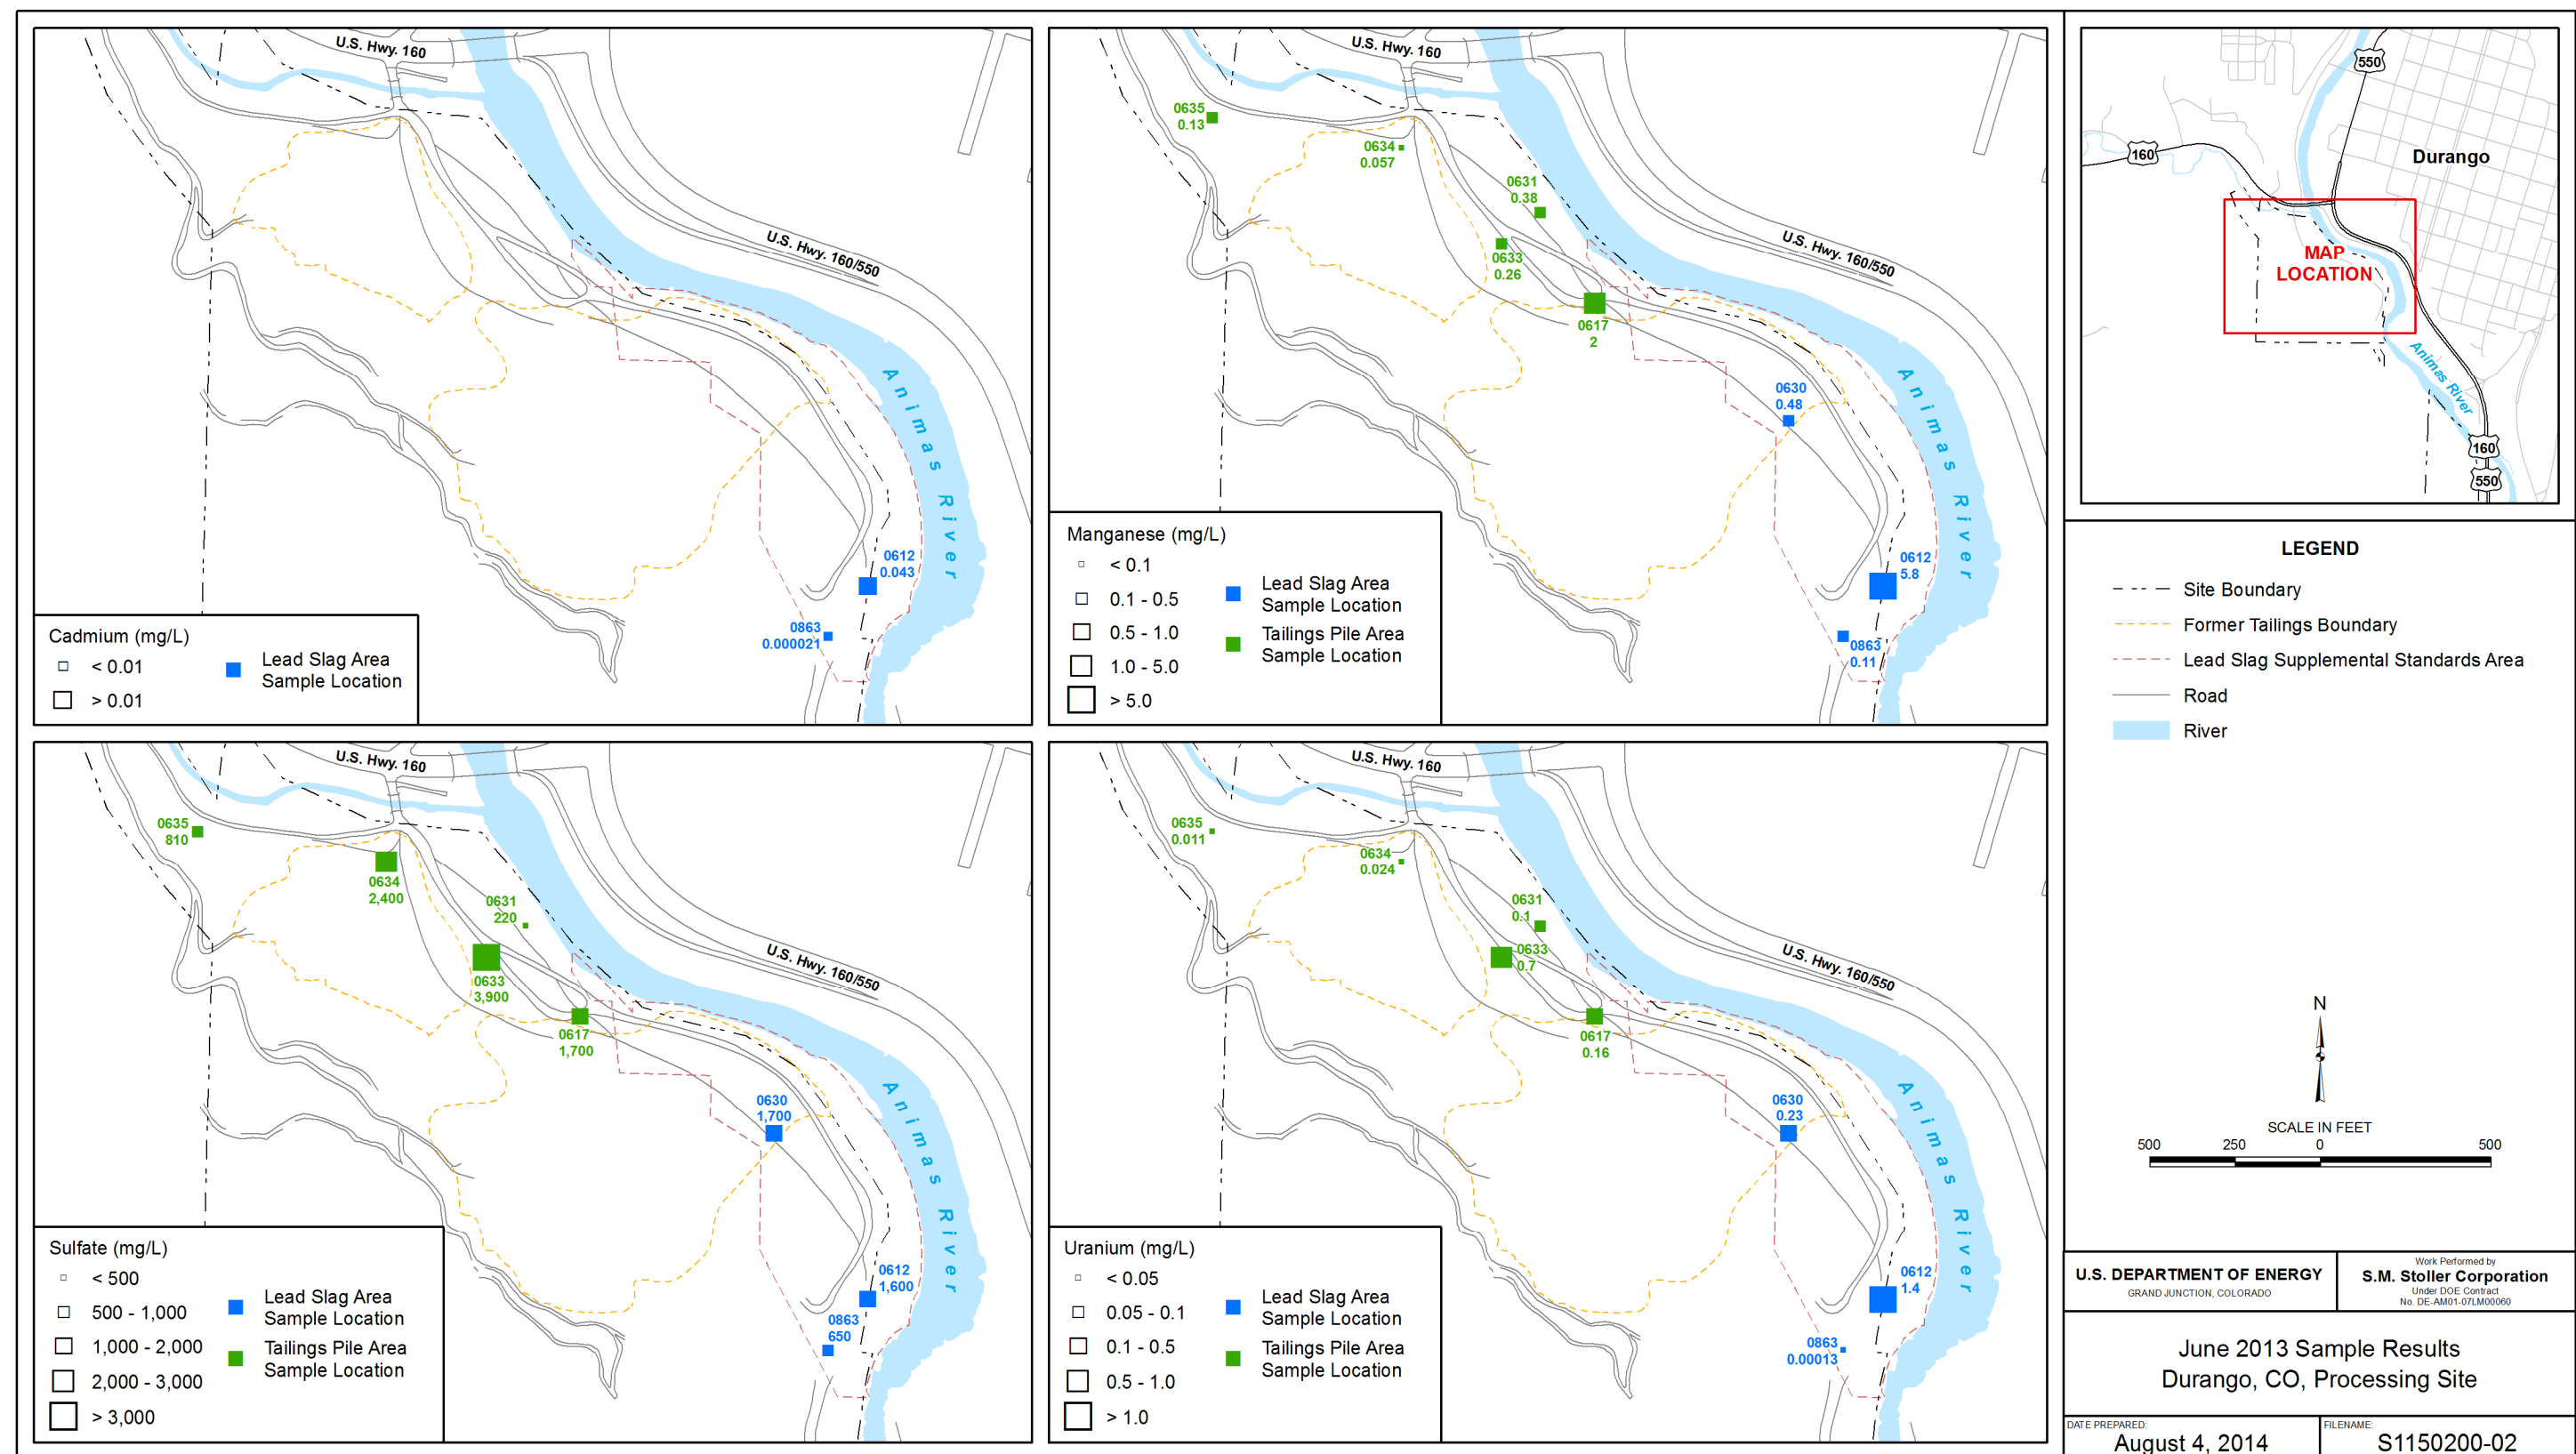 U.S. Hwy. 160
U.S. Hwy. 160/550
Animas River
0612
0.043
0863
0.000021
Cadmium (mg/L)
< 0.01
> 0.01
Lead Slag Area
Sample Location
U.S. Hwy. 160
0635
0.13
0634
0.057
0631
0.38
U.S. Hwy. 160/550
0633
0.26
0617
2
0630
0.48
Animas River
0612
5.8
0863
0.11
Manganese (mg/L)
< 0.1
0.1 - 0.5
0.5 - 1.0
1.0 - 5.0
> 5.0
Lead Slag Area
Sample Location
Tailings Pile Area
Sample Location
U.S. Hwy. 160
0635
810
0634
2,400
0631
220
U.S. Hwy. 160/550
0633
3,900
0617
1,700
0630
1,700
Animas River
0612
1,600
0863
650
Sulfate (mg/L)
< 500
500 - 1,000
1,000 - 2,000
2,000 - 3,000
> 3,000
Lead Slag Area
Sample Location
Tailings Pile Area
Sample Location
U.S. Hwy. 160
0635
0.011
0634
0.024
0631
0.1
0633
0.7
U.S. Hwy. 160/550
0617
0.16
0630
0.23
Animas River
0612
1.4
0863
0.00013
Uranium (mg/L)
< 0.05
0.05 - 0.1
0.1 - 0.5
0.5 - 1.0
> 1.0
Lead Slag Area
Sample Location
Tailings Pile Area
Sample Location
550
160
Durango
MAP
LOCATION
Animas River
160
550
LEGEND
Site Boundary
Former Tailings Boundary
Lead Slag Supplemental Standards Area
Road
River
N
SCALE IN FEET
500 250 0 500
U.S. DEPARTMENT OF ENERGY
GRAND JUNCTION, COLORADO
Work Performed by
S.M. Stoller Corporation
Under DOE Contract
No. DE-AM01-07LM00060
June 2013 Sample Results
Durango, CO, Processing Site
DATE PREPARED:
August 4, 2014
FILENAME:
S1150200-02